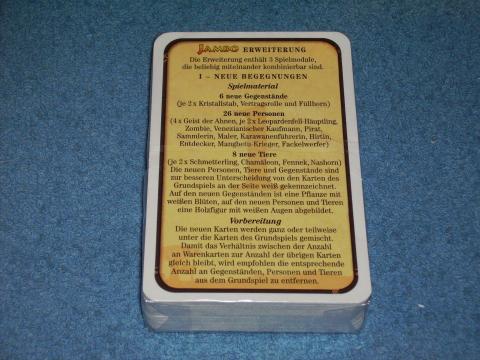 JAMBO ERWEITERUNG
Die Erweiterung enthält 3 Spielmodule,
die beliebig miteinander kombinierbar sind.
I – NEUE BEGEGNUNGEN
Spielmaterial
6 neue Gegenstände
(je 2 x Kristallstab, Vertragsrolle und Füllhorn)
26 neue Personen
(4 x Geist der Ahnen, je 2 x Leopardenfell-Häuptling,
Zombie, Venezianischer Kaufmann, Pirat,
Sammlerin, Maler, Karawanenführerin, Hirtin,
Entdecker, Mangbetu-Krieger, Fackelwerfer)
8 neue Tiere
(je 2 x Schmetterling, Chamäleon, Fennek, Nashorn)
Die neuen Personen, Tiere und Gegenstände sind
zur besseren Unterscheidung von den Karten des
Grundspiels an der Seite weiß gekennzeichnet.
Auf den neuen Gegenständen ist eine Pflanze mit
weißen Blüten, auf den neuen Personen und Tieren
eine Holzfigur mit weißen Augen abgebildet.
Vorbereitung
Die neuen Karten werden ganz oder teilweise
unter die Karten des Grundspiels gemischt.
Damit das Verhältnis zwischen der Anzahl
an Warenkarten zur Anzahl der übrigen Karten
gleich bleibt, wird empfohlen die entsprechende
Anzahl an Gegenständen, Personen und Tieren
aus dem Grundspiel zu entfernen.